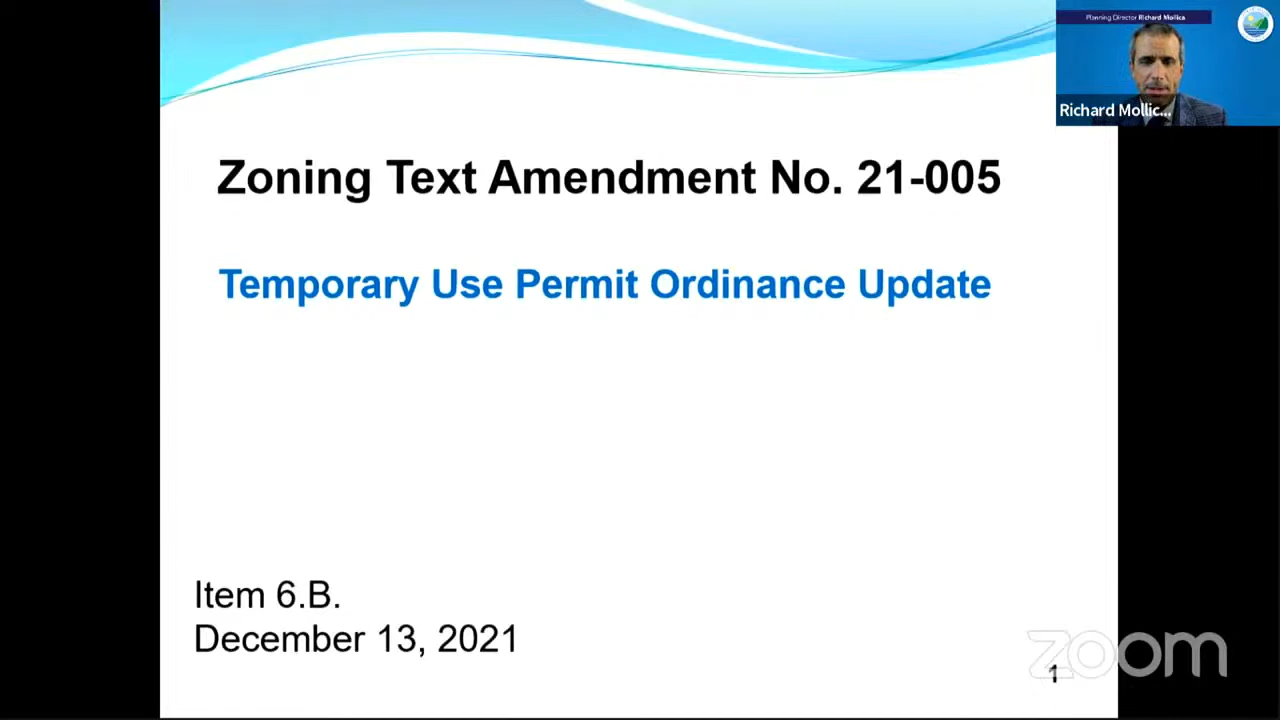 Planning Director Richard Mollica
Richard Mollic...
Zoning Text Amendment No. 21-005
Temporary Use Permit Ordinance Update
Item 6.B.
December 13, 2021
1
zoom